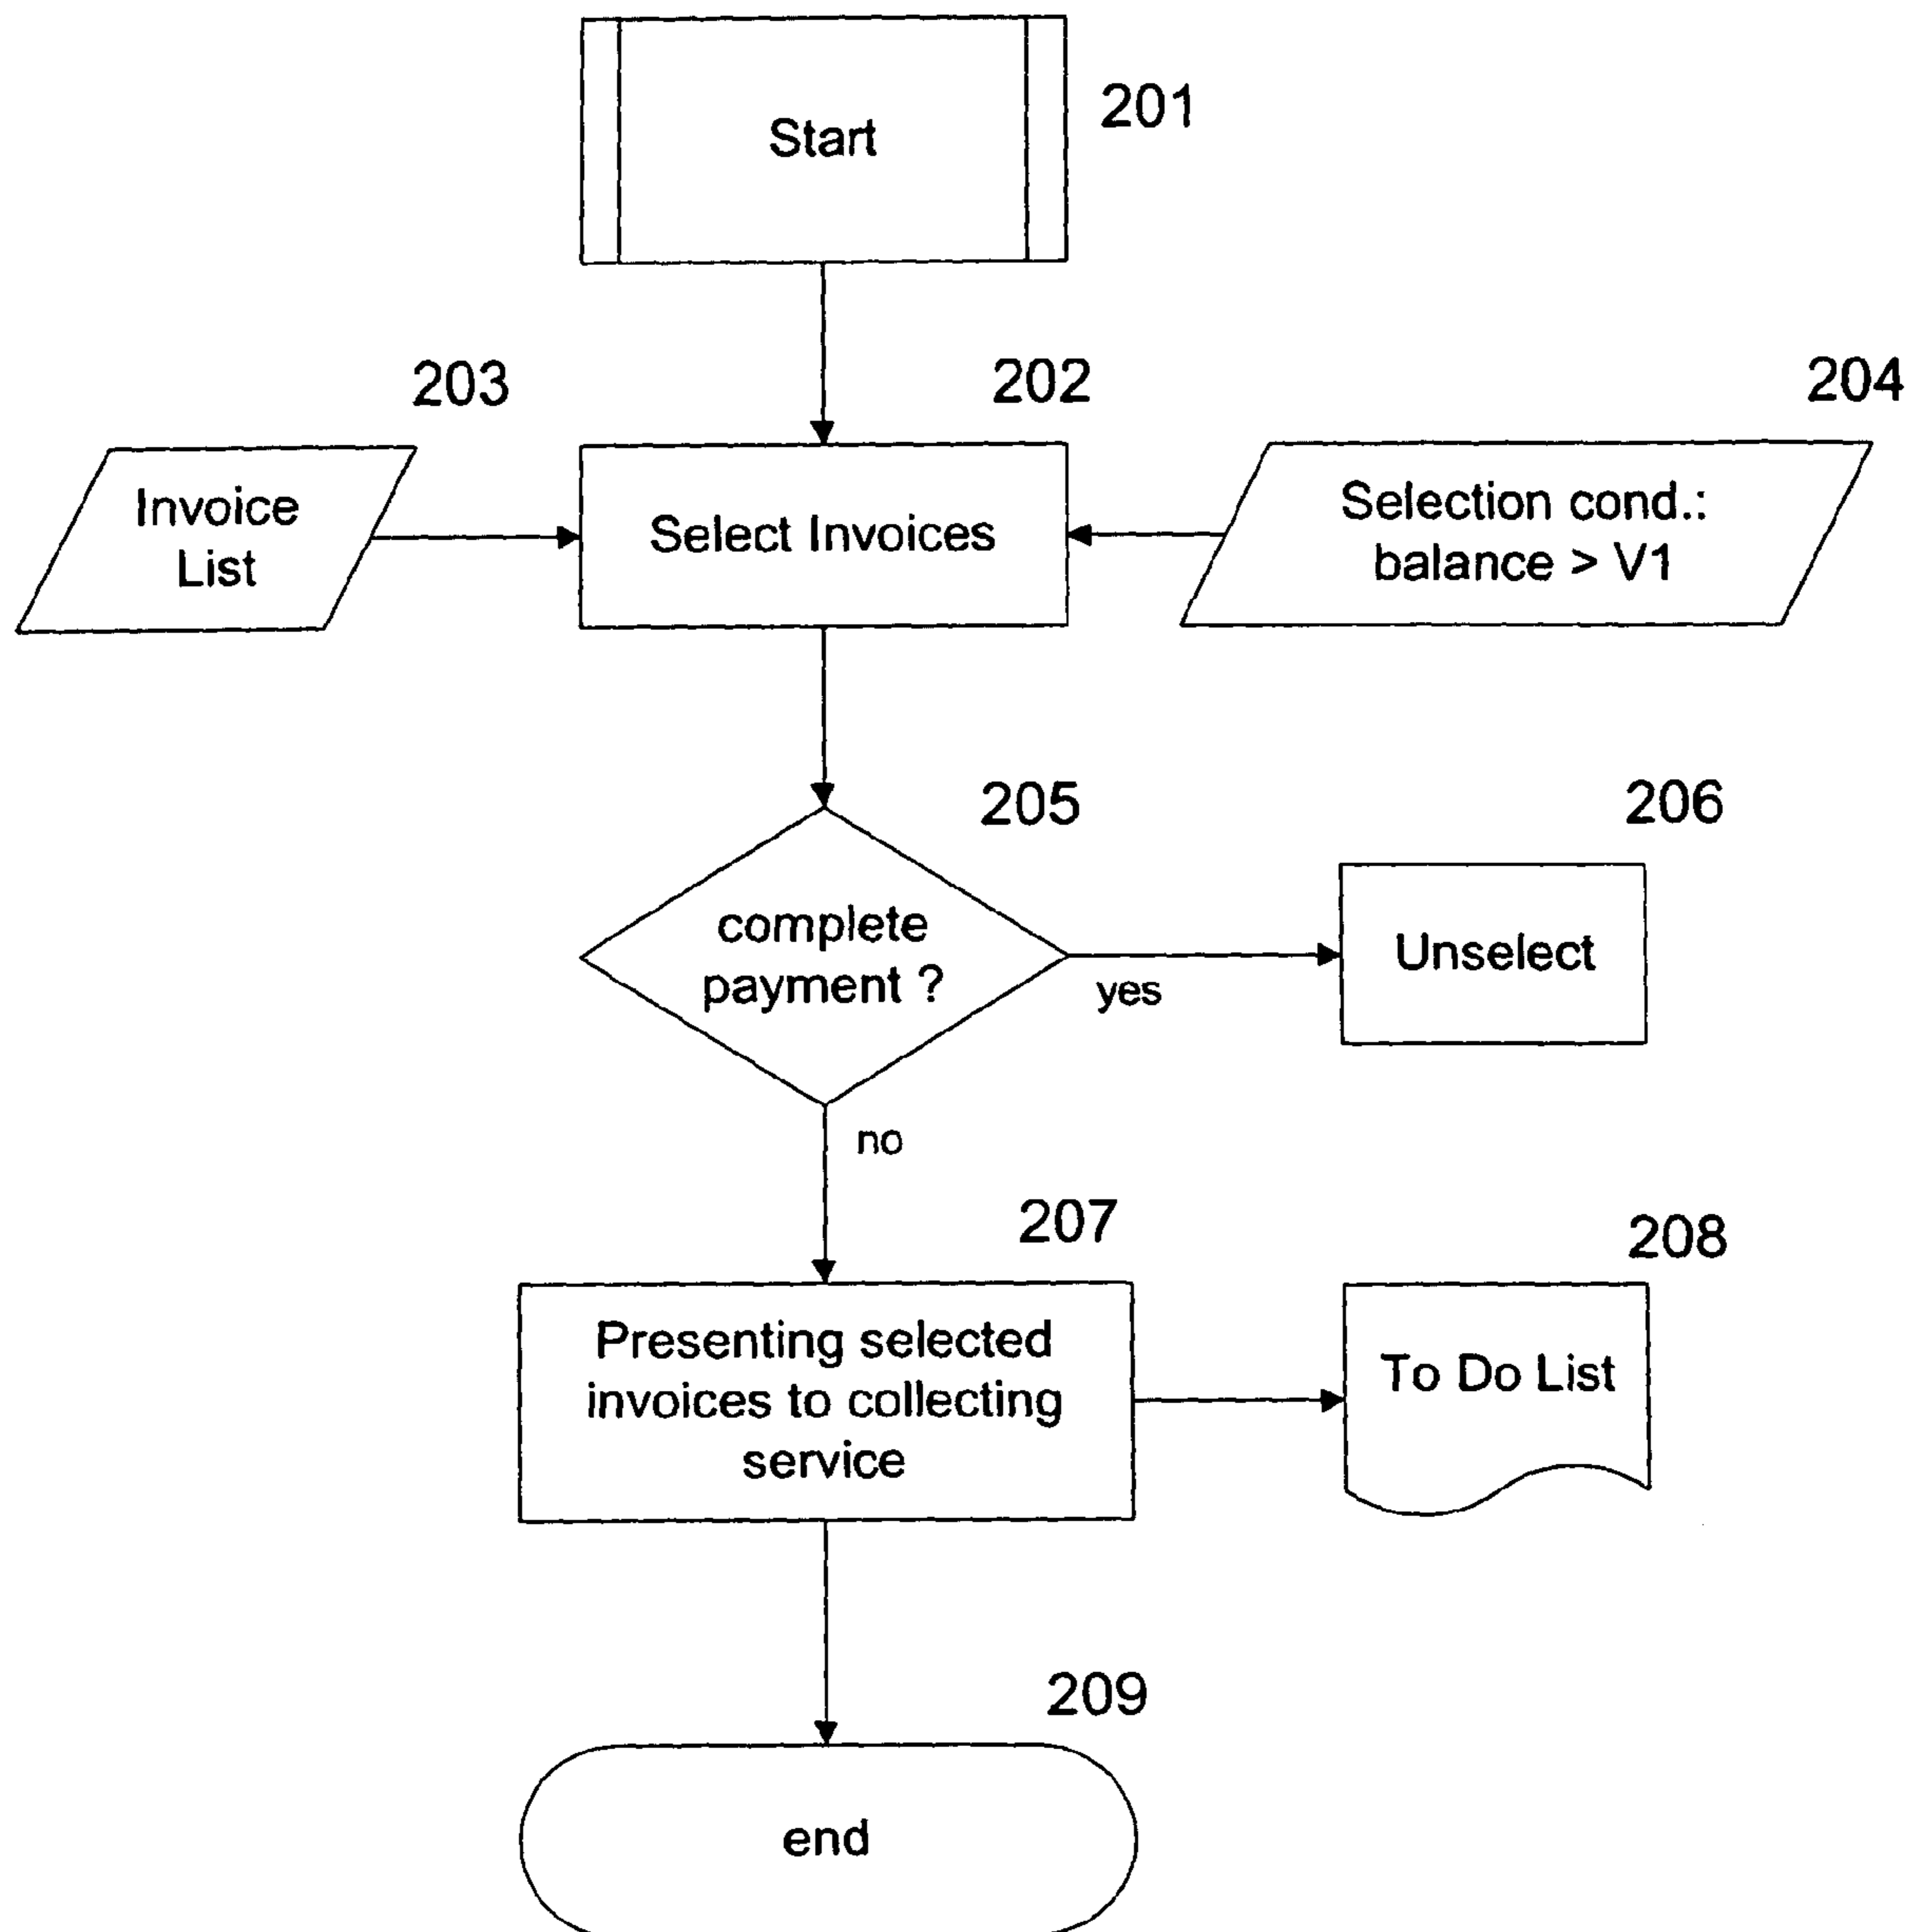 201
Start
203
202
204
Invoice
List
Select Invoices
Selection cond.:
balance > V1
205
206
complete
payment ?
Unselect
yes
no
207
208
Presenting selected
invoices to collecting
service
To Do List
209
end